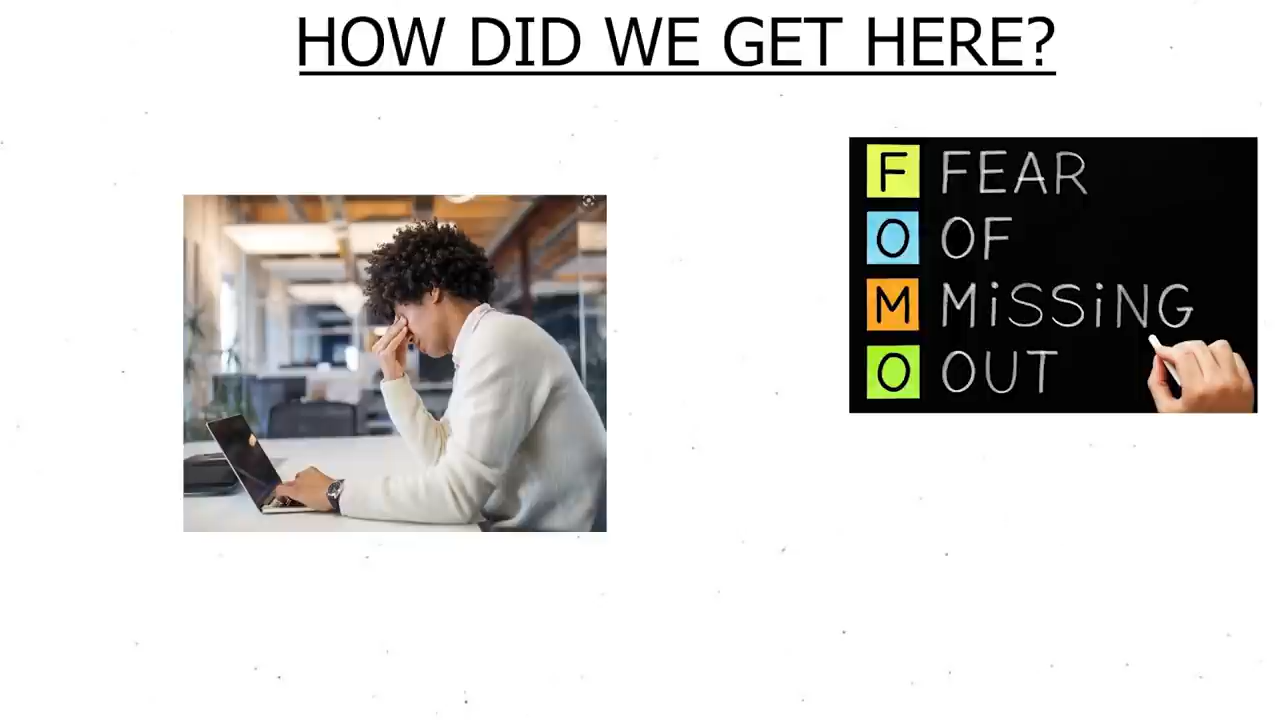 HOW DID WE GET HERE?
F FEAR
O OF
M MiSSiNG
O OUT